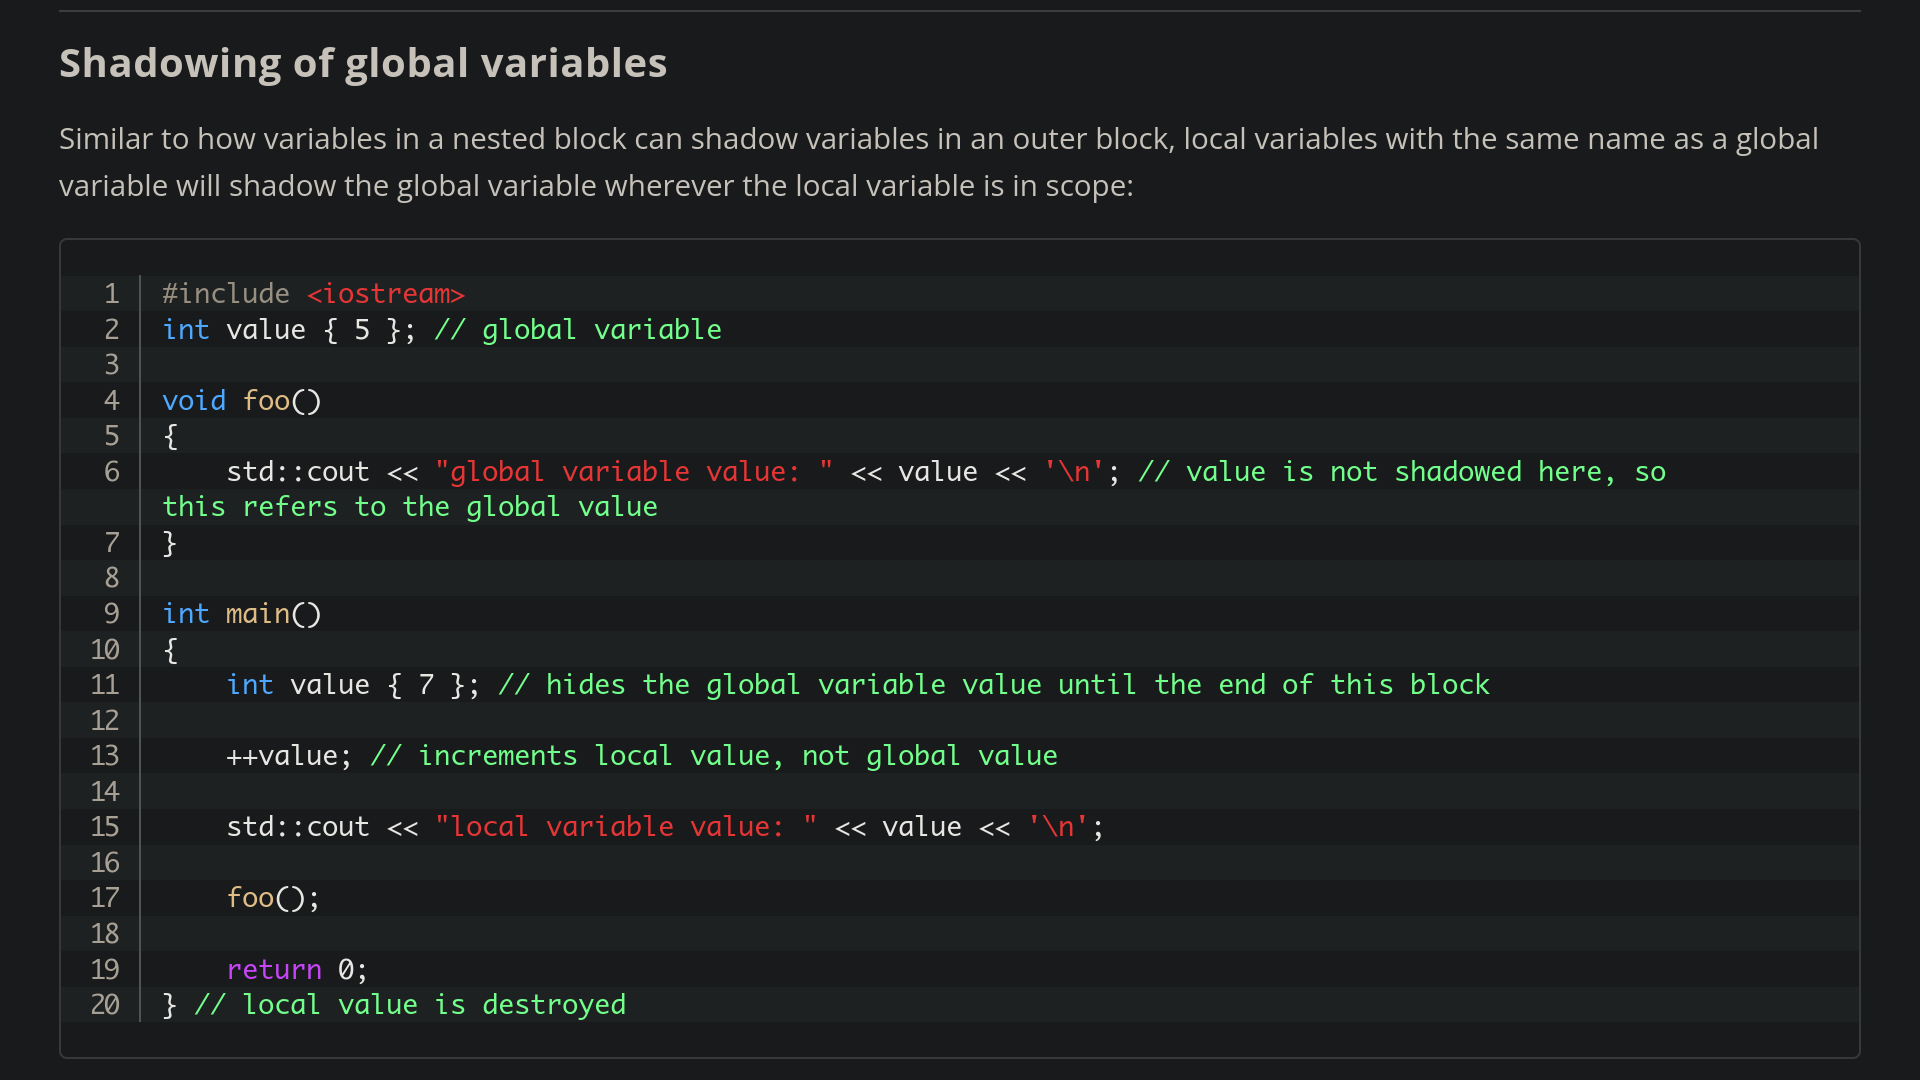 Shadowing of global variables
Similar to how variables in a nested block can shadow variables in an outer block, local variables with the same name as a global
variable will shadow the global variable wherever the local variable is in scope:
1 #include <iostream>
2 int value { 5 }; // global variable
3
4 void foo()
5 {
6     std::cout << "global variable value: " << value << '\n'; // value is not shadowed here, so
this refers to the global value
7 }
8
9 int main()
10 {
11     int value { 7 }; // hides the global variable value until the end of this block
12
13     ++value; // increments local value, not global value
14
15     std::cout << "local variable value: " << value << '\n';
16
17     foo();
18
19     return 0;
20 } // local value is destroyed